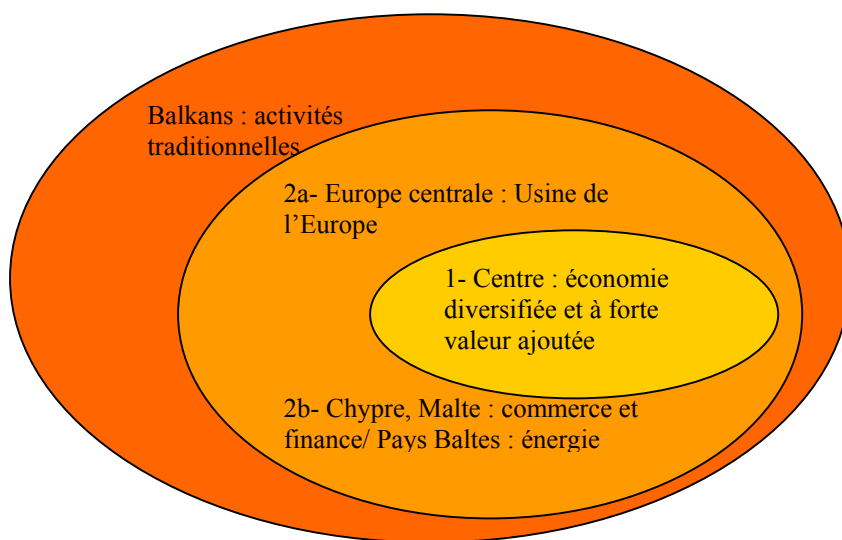 Balkans : activités
traditionnelles
2a- Europe centrale : Usine de
l’Europe
1- Centre : économie
diversifiée et à forte
valeur ajoutée
2b- Chypre, Malte : commerce et
finance/ Pays Baltes : énergie